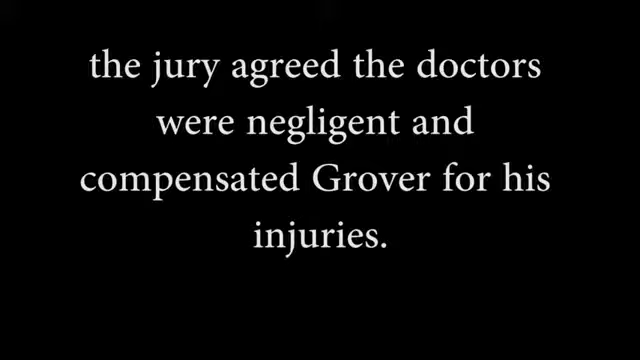 the jury agreed the doctors
were negligent and
compensated Grover for his
injuries.